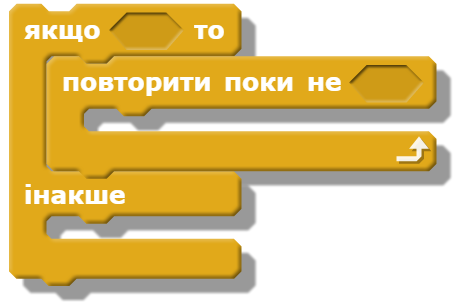 якщо то
повторити поки не
інакше